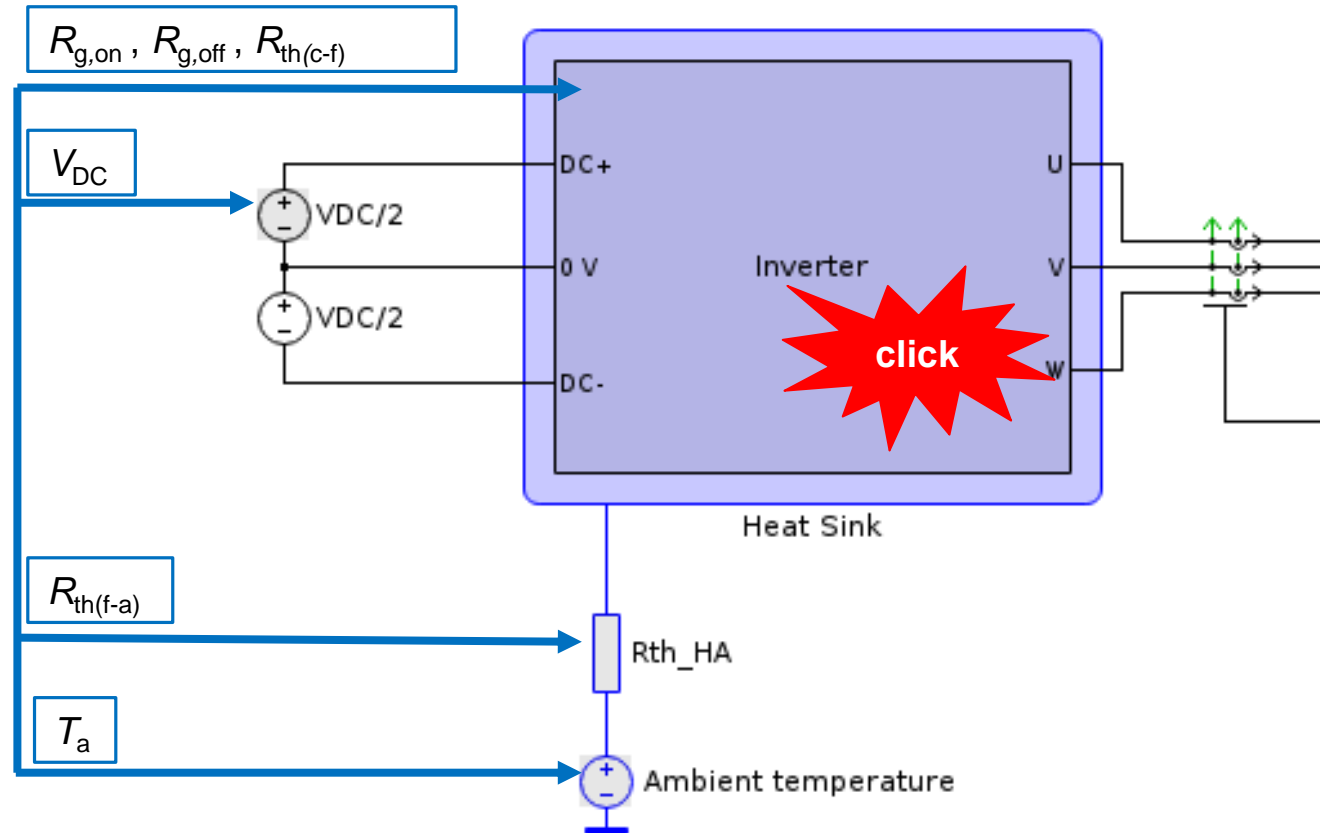 Rg,on , Rg,off , Rth(c-f)
VDC
DC+
U
VDC/2
0 V
Inverter
V
VDC/2
click
DC-
W
Heat Sink
Rth(f-a)
Rth_HA
Ta
Ambient temperature